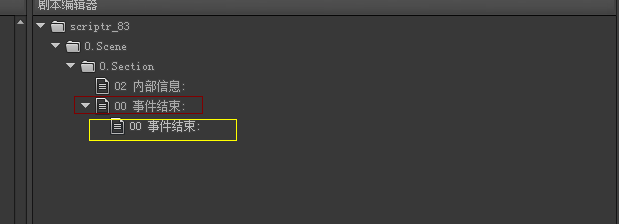 剧本编辑器
scriptr_83
0.Scene
0.Section
02 内部信息:
00 事件结束:
00 事件结束: